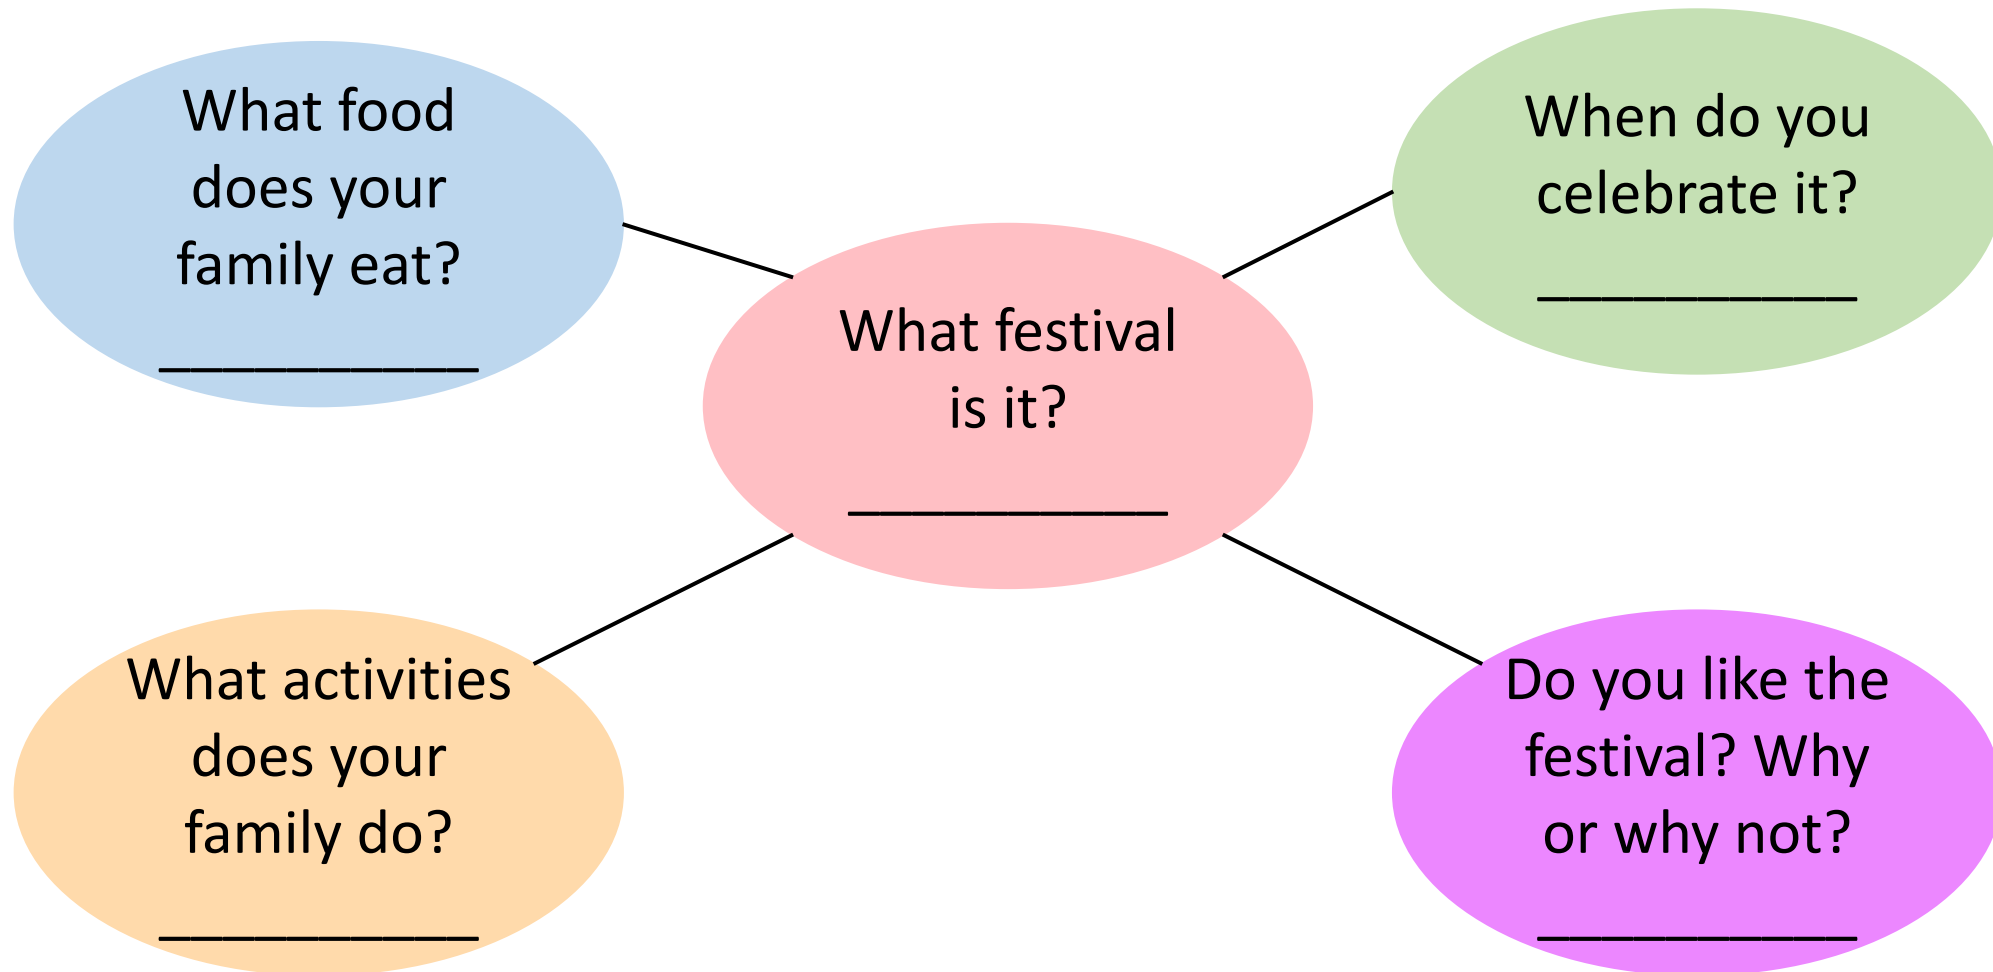 What food
does your
family eat?
__________
When do you
celebrate it?
__________
What festival
is it?
__________
What activities
does your
family do?
__________
Do you like the
festival? Why
or why not?
__________